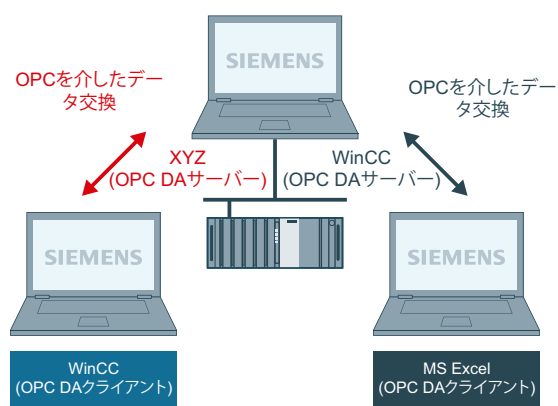 SIEMENS
OPCを介したデー
タ交換
OPCを介したデー
タ交換
XYZ
(OPC DAサーバー)
WinCC
(OPC DAサーバー)
SIEMENS
SIEMENS
WinCC
(OPC DAクライアント)
MS Excel
(OPC DAクライアント)